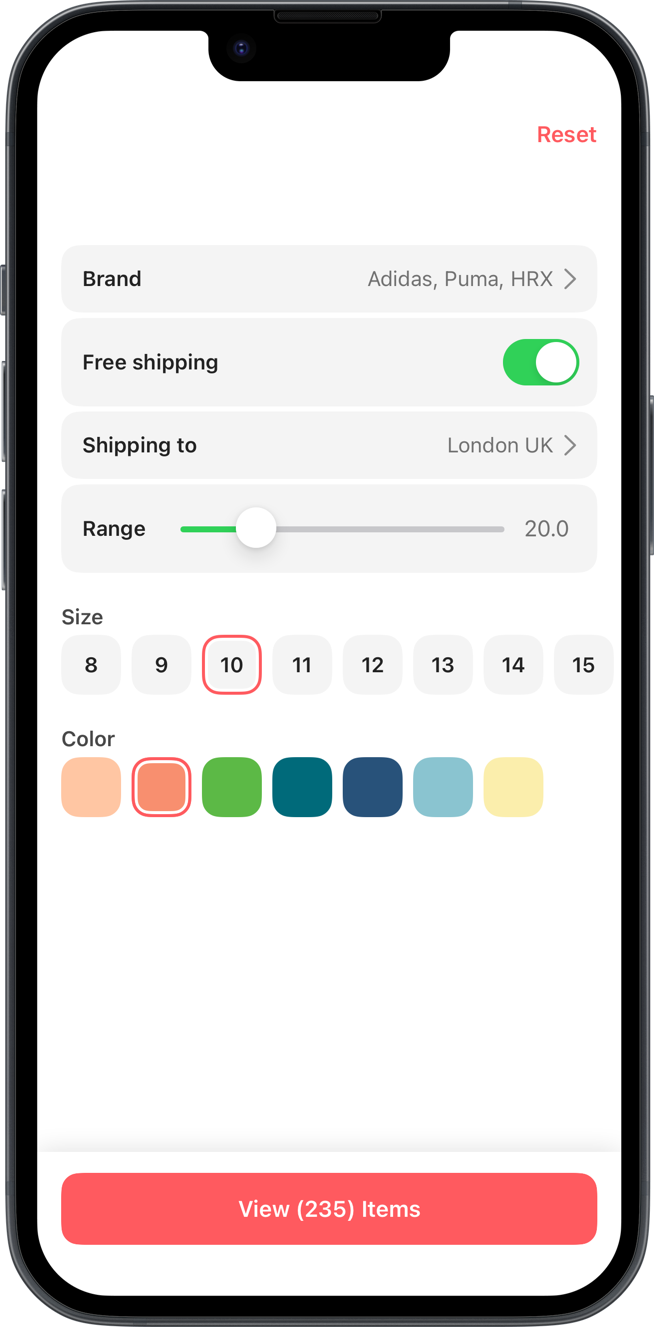 Reset
Brand Adidas, Puma, HRX
Free shipping
Shipping to London UK
Range 20.0
Size
8 9 10 11 12 13 14 15
Color
View (235) Items